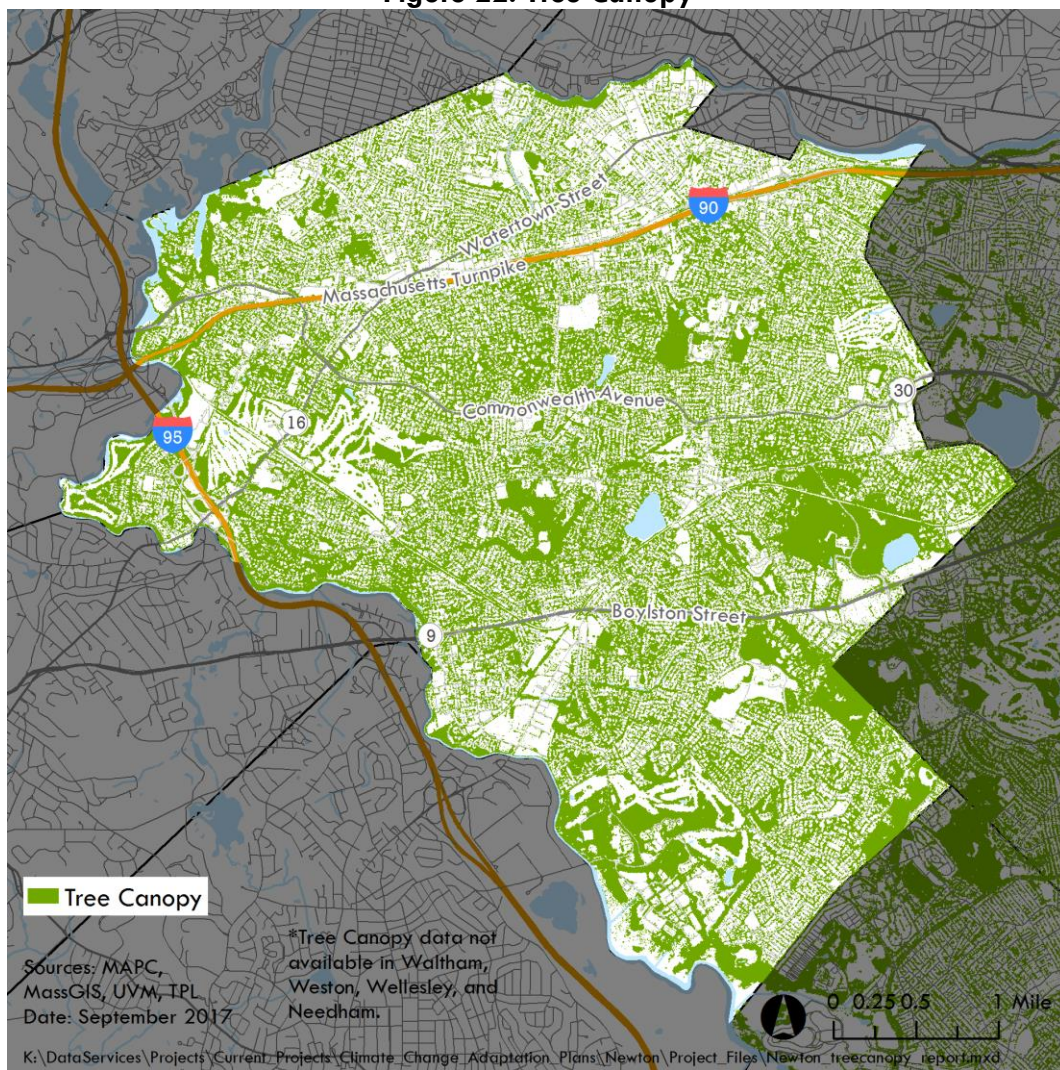 Figure 22: Tree Canopy
90
Watertown Street
Massachusetts Turnpike
30
Commonwealth Avenue
16
95
Boylston Street
9
Tree Canopy
Sources: MAPC,
MassGIS, UVM, TPL
Date: September 2017
*Tree Canopy data not
available in Waltham,
Weston, Wellesley, and
Needham.
0 0.25 0.5 1 Mile
K:\DataServices\Projects\Current_Projects_Climate_Change_Adaptation_Plans\Newton\Project_Files\Newton_treecanopy_report.mxd